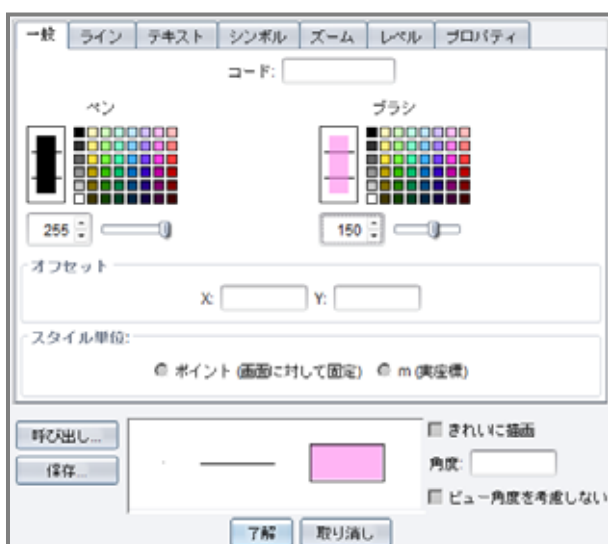 一般 ライン テキスト シンボル ズーム レベル プロパティ
コード:
ペン ブラシ
255 150
オフセット
X: Y:
スタイル単位:
ポイント (画面に対して固定) m (実座標)
呼び出し... きれいに描画
保存... 角度:
ビュー角度を考慮しない
了解 取り消し